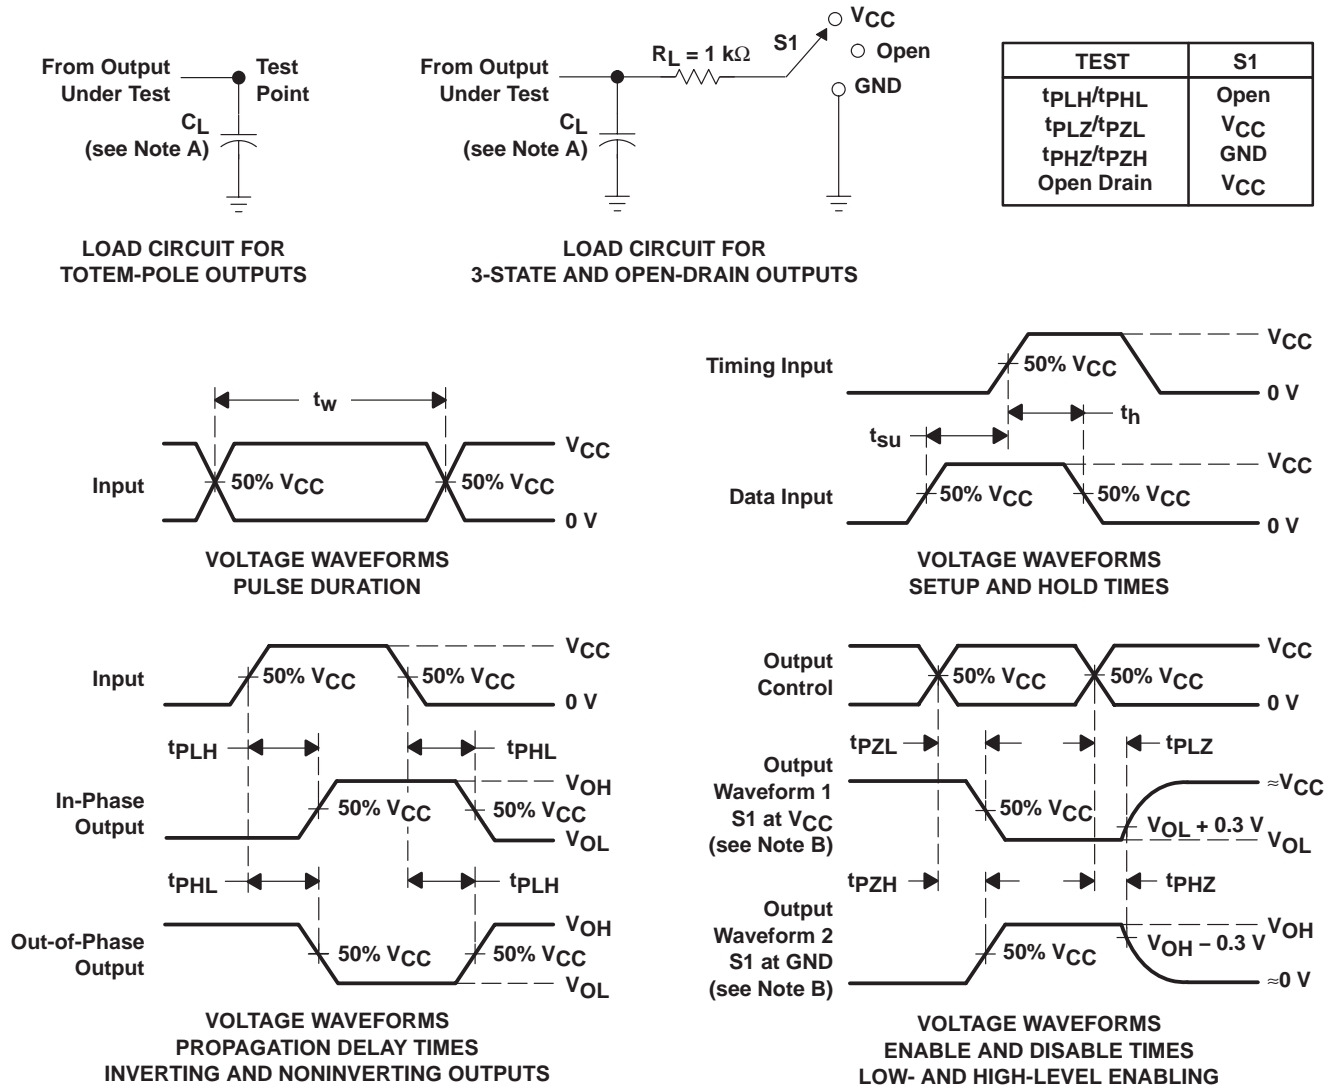 From Output
Under Test
Test
Point
CL
(see Note A)
LOAD CIRCUIT FOR
TOTEM-POLE OUTPUTS
From Output
Under Test
RL = 1 kΩ
S1
VCC
Open
GND
CL
(see Note A)
LOAD CIRCUIT FOR
3-STATE AND OPEN-DRAIN OUTPUTS
TEST S1
tPLH/tPHL Open
tPLZ/tPZL VCC
tPHZ/tPZH GND
Open Drain VCC
tw
Input
50% VCC
50% VCC
VCC
0 V
VOLTAGE WAVEFORMS
PULSE DURATION
Timing Input
50% VCC
VCC
0 V
tsu
th
Data Input
50% VCC
50% VCC
VCC
0 V
VOLTAGE WAVEFORMS
SETUP AND HOLD TIMES
Input
50% VCC
50% VCC
VCC
0 V
tPLH
tPHL
In-Phase
Output
50% VCC
50% VCC
VOH
VOL
tPHL
tPLH
Out-of-Phase
Output
50% VCC
50% VCC
VOH
VOL
VOLTAGE WAVEFORMS
PROPAGATION DELAY TIMES
INVERTING AND NONINVERTING OUTPUTS
Output
Control
50% VCC
50% VCC
VCC
0 V
tPZL
tPLZ
Output
Waveform 1
S1 at VCC
(see Note B)
50% VCC
VOL + 0.3 V
≈VCC
VOL
tPZH
tPHZ
Output
Waveform 2
S1 at GND
(see Note B)
50% VCC
VOH − 0.3 V
VOH
≈0 V
VOLTAGE WAVEFORMS
ENABLE AND DISABLE TIMES
LOW- AND HIGH-LEVEL ENABLING